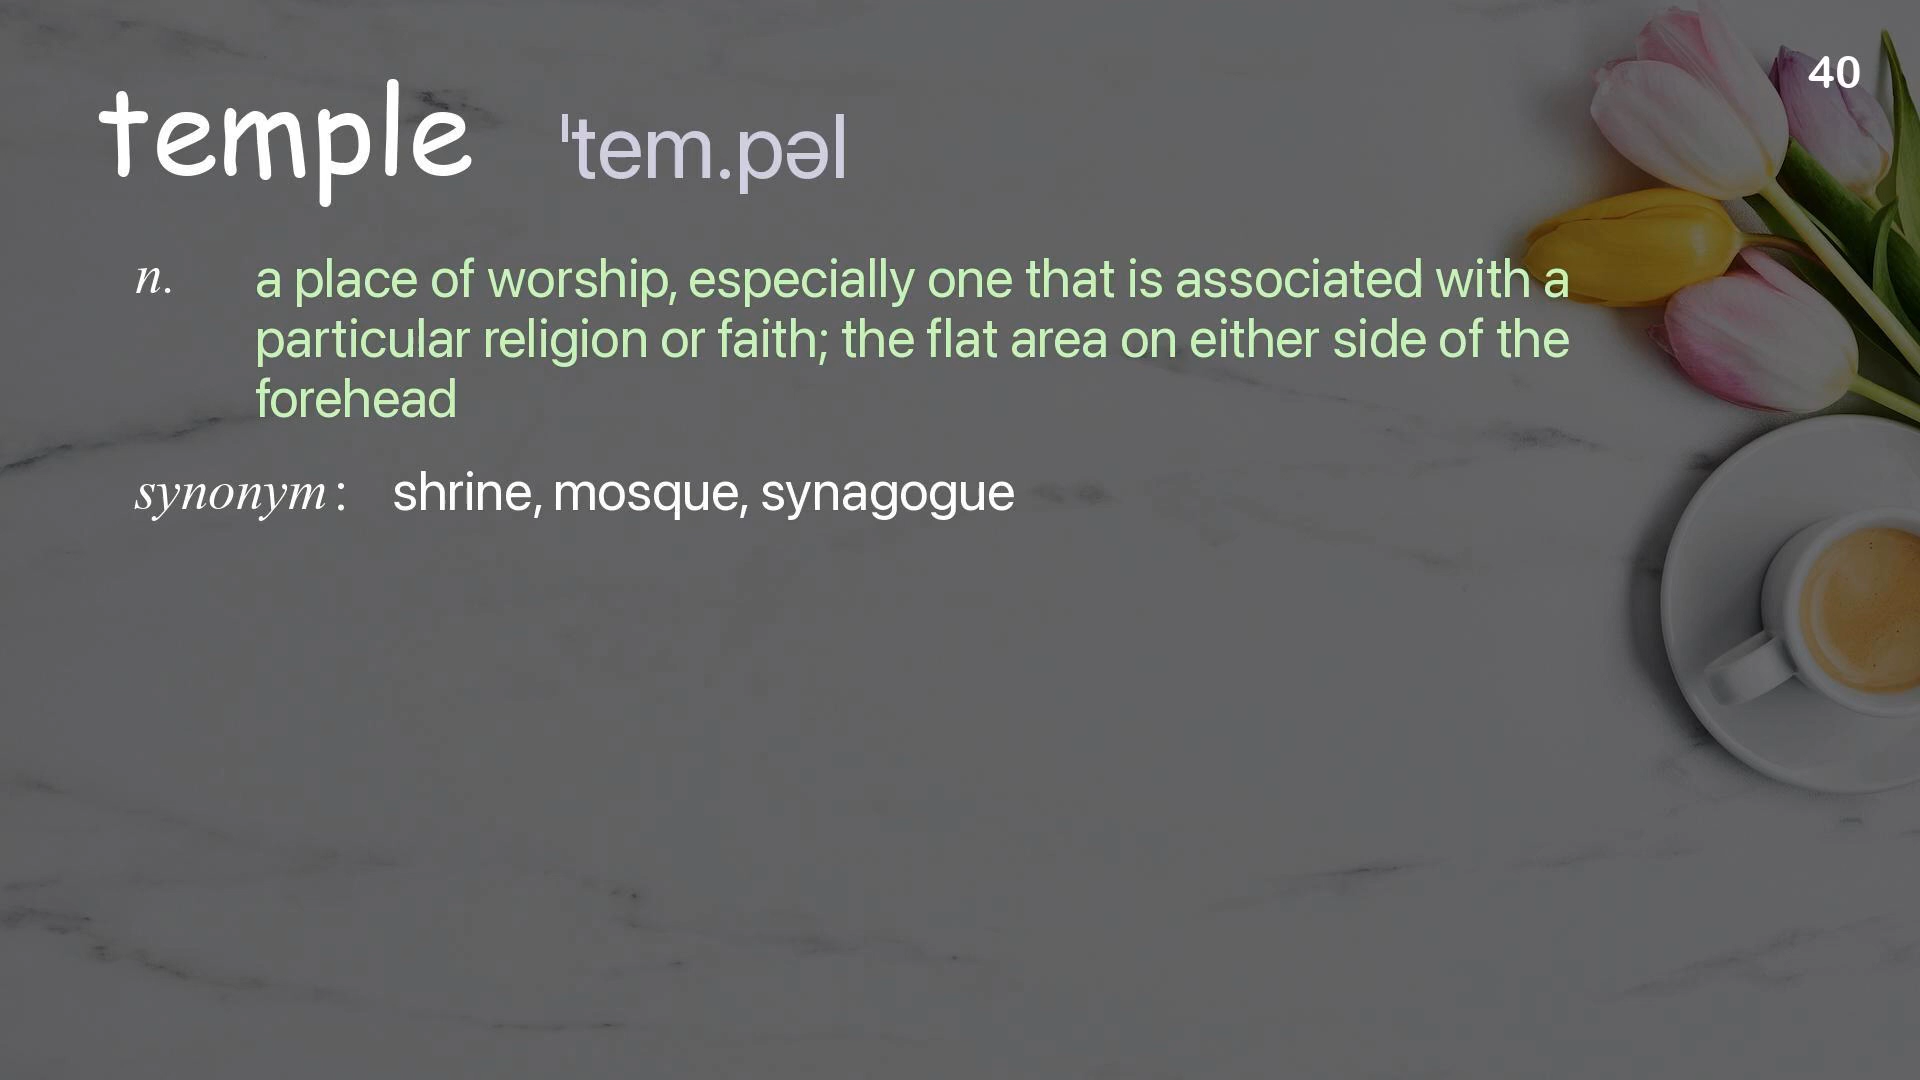 40
temple ˈtem.pəl
n. a place of worship, especially one that is associated with a
particular religion or faith; the flat area on either side of the
forehead
synonym: shrine, mosque, synagogue